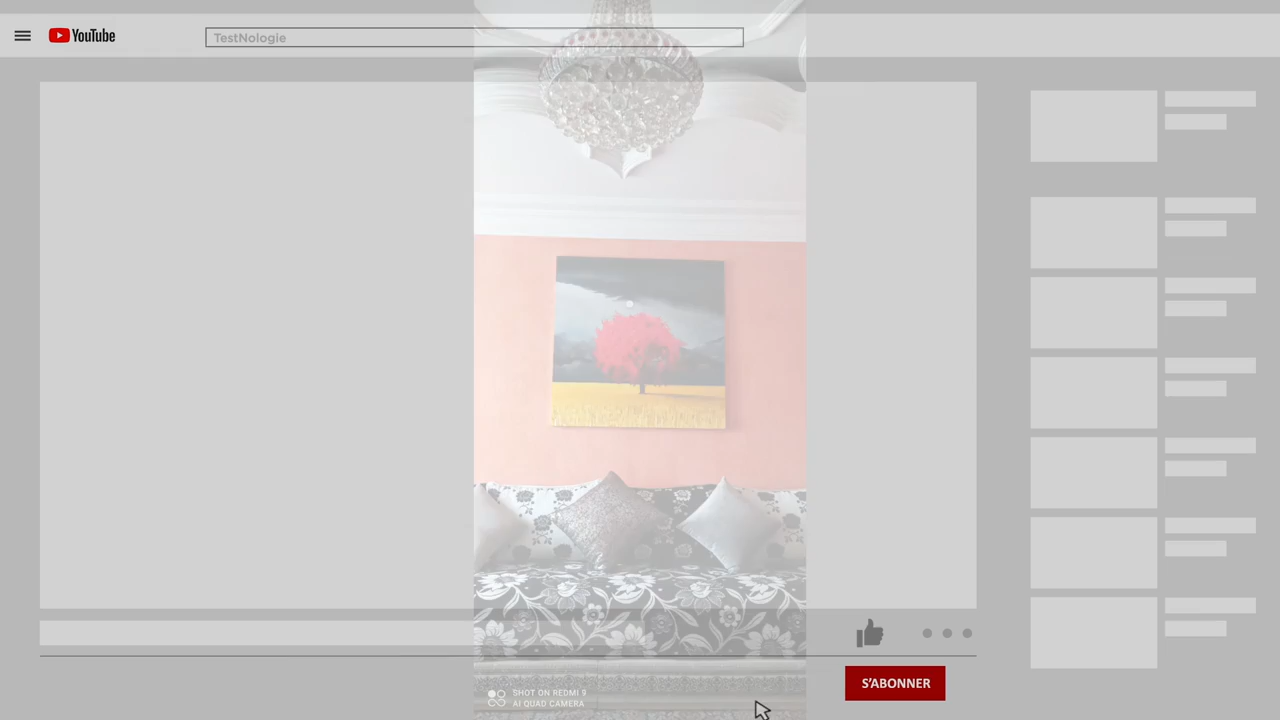 YouTube
TestNologie
S'ABONNER
SHOT ON REDMI 9
AI QUAD CAMERA